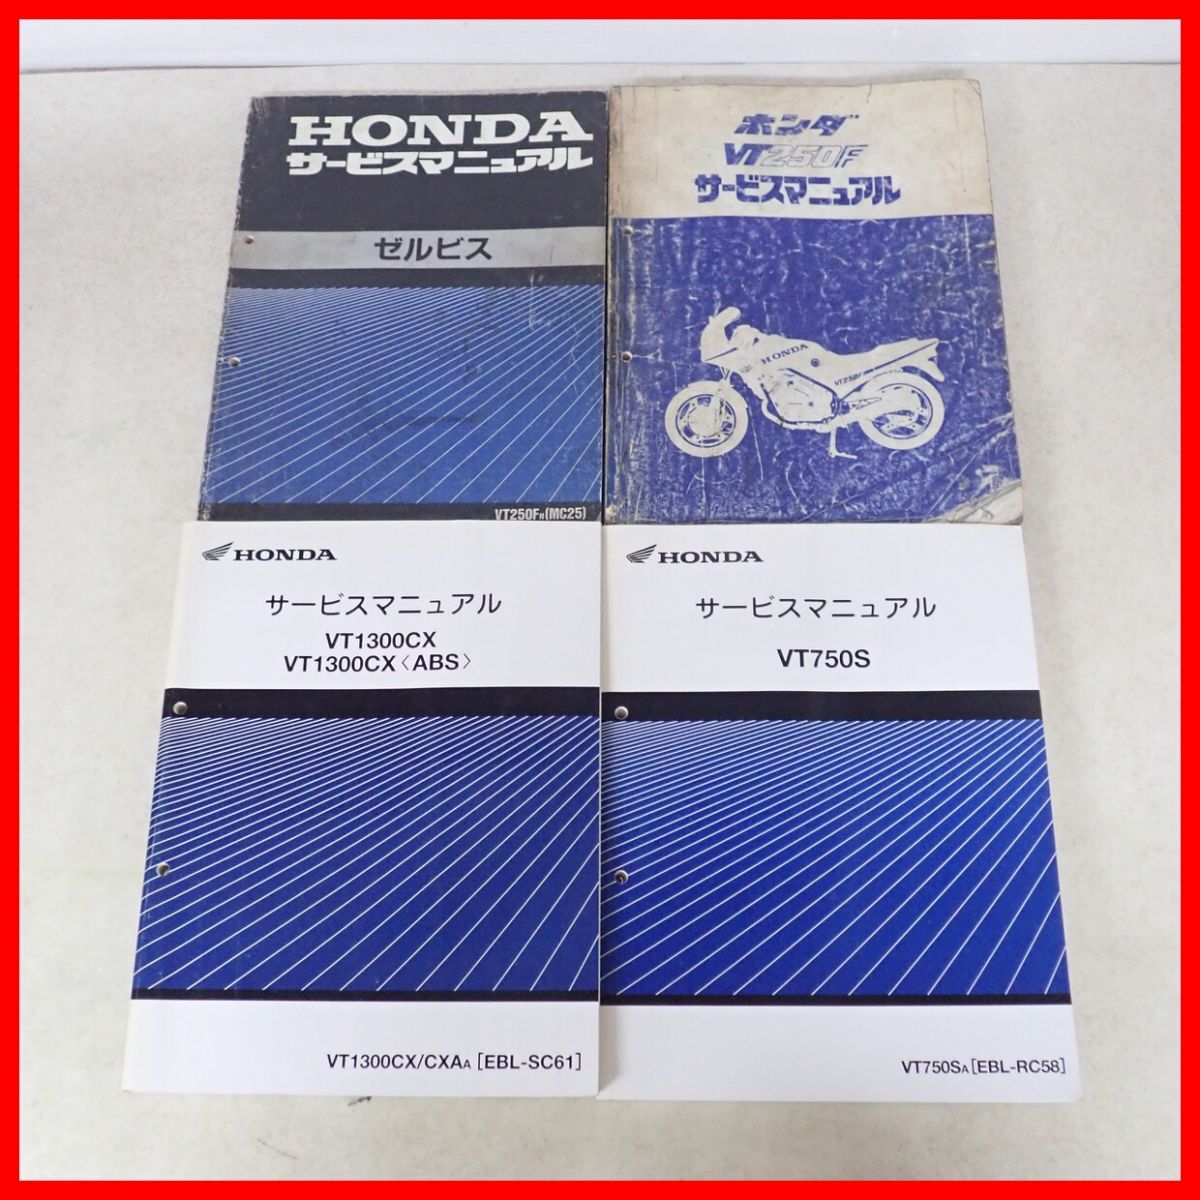 HONDA
サービスマニュアル
ゼルビス
VT250FN(MC25)
ホンダ
VT250F
サービスマニュアル
HONDA
VT250F
HONDA
サービスマニュアル
VT1300CX
VT1300CX〈ABS〉
VT1300CX/CXAA [EBL-SC61]
HONDA
サービスマニュアル
VT750S
VT750SA[EBL-RC58]